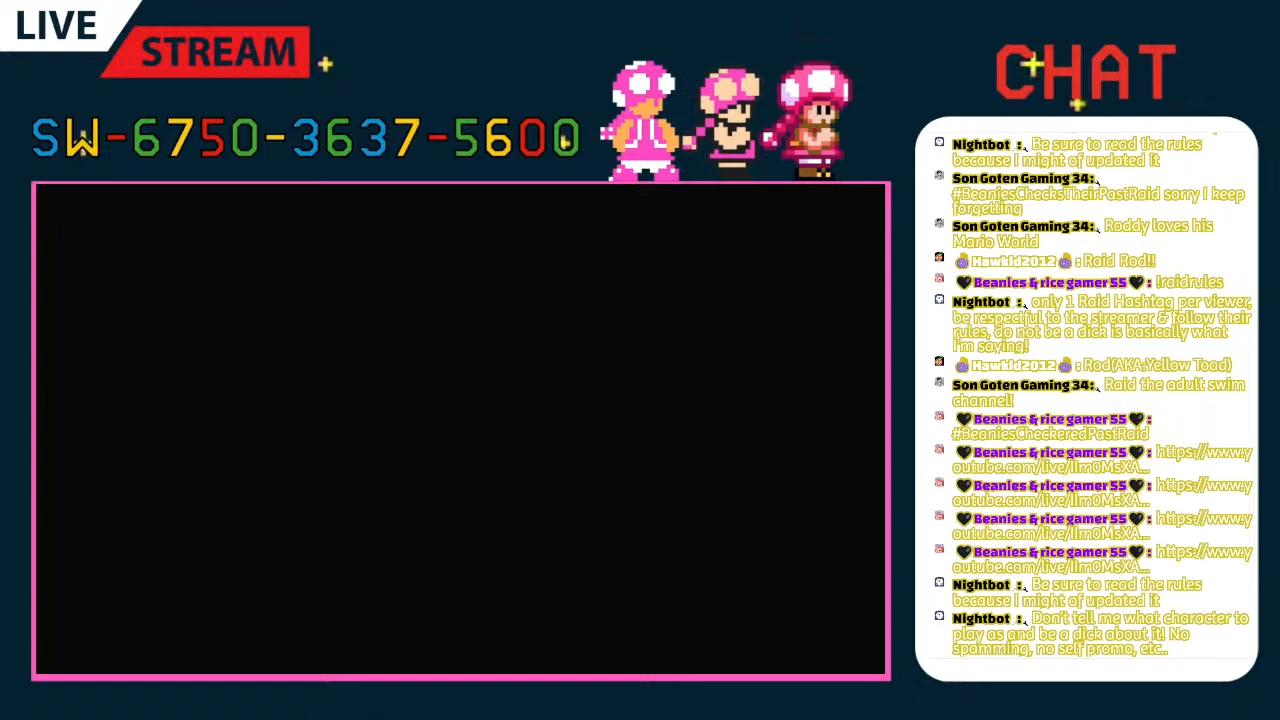 LIVE
STREAM
CHAT
SW-6750-3637-5600
Nightbot : Be sure to read the rules
because I might of updated it
Son Goten Gaming 34:
#BeaniesChecksTheirPastRaid sorry I keep
forgetting
Son Goten Gaming 34: Roddy loves his
Mario World
Hawkid2012 : Raid Rod!!
Beanies & rice gamer 55 : !raidrules
Nightbot : only 1 Raid Hashtag per viewer,
be respectful to the streamer & follow their
rules, do not be a dick is basically what
I'm saying!
Hawkid2012 : Rod(AKA:Yellow Toad)
Son Goten Gaming 34: Raid the adult swim
channel!
Beanies & rice gamer 55 :
#BeaniesCheckeredPastRaid
Beanies & rice gamer 55 : https://www.y
outube.com/live/
Beanies & rice gamer 55 : https://www.y
outube.com/live/
Beanies & rice gamer 55 : https://www.y
outube.com/live/
Beanies & rice gamer 55 : https://www.y
outube.com/live/
Nightbot : Be sure to read the rules
because I might of updated it
Nightbot : Don't tell me what character to
play as and be a dick about it! No
spamming, no self promo, etc..